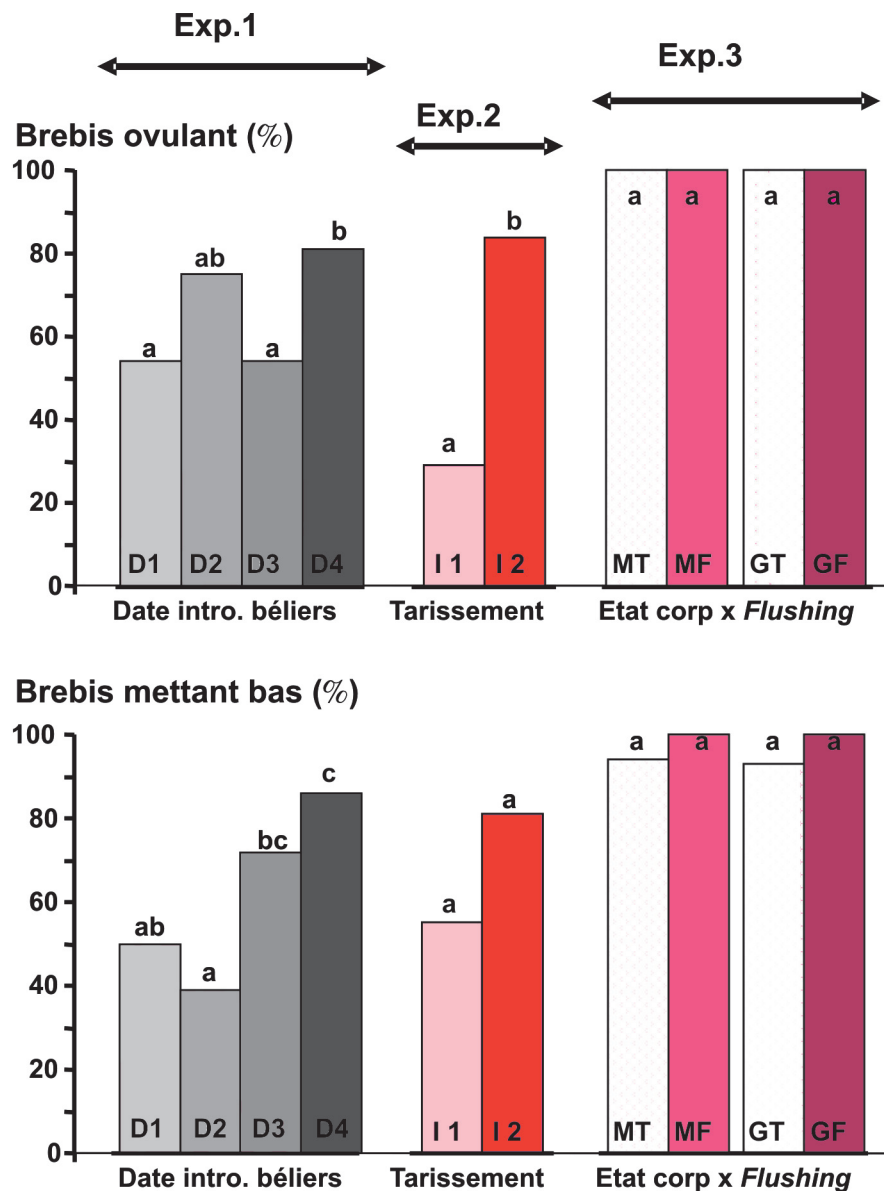 Exp.1
Exp.3
Exp.2
Brebis ovulant (%)
100
80
60
40
20
0
a
ab
a
b
a
b
a
a
a
a
D1
D2
D3
D4
I 1
I 2
MT
MF
GT
GF
Date intro. béliers
Tarissement
Etat corp x Flushing
Brebis mettant bas (%)
100
80
60
40
20
0
ab
a
bc
c
a
a
a
a
a
a
D1
D2
D3
D4
I 1
I 2
MT
MF
GT
GF
Date intro. béliers
Tarissement
Etat corp x Flushing